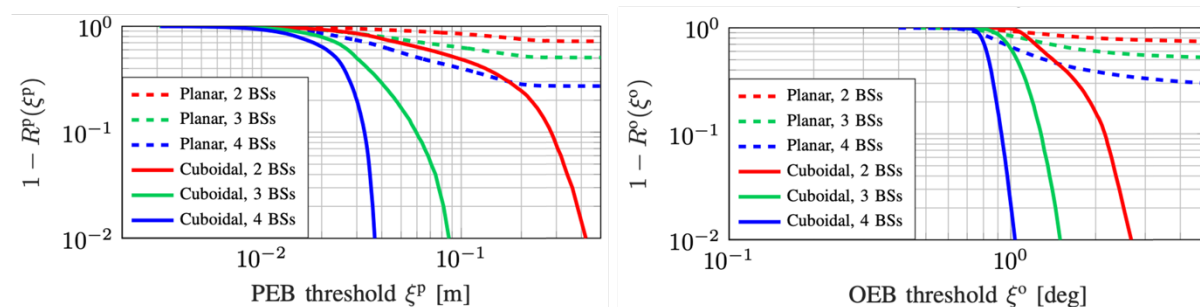 10^0
10^-1
10^-2
1 − R^p(ξ^p)
Planar, 2 BSs
Planar, 3 BSs
Planar, 4 BSs
Cuboidal, 2 BSs
Cuboidal, 3 BSs
Cuboidal, 4 BSs
10^-2
10^-1
PEB threshold ξ^p [m]
10^0
10^-1
10^-2
1 − R^o(ξ^o)
Planar, 2 BSs
Planar, 3 BSs
Planar, 4 BSs
Cuboidal, 2 BSs
Cuboidal, 3 BSs
Cuboidal, 4 BSs
10^-1
10^0
OEB threshold ξ^o [deg]